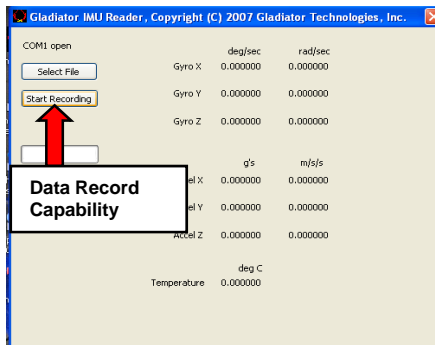 Gladiator IMU Reader, Copyright (C) 2007 Gladiator Technologies, Inc.
COM1 open
deg/sec rad/sec
Select File
Gyro X 0.000000 0.000000
Start Recording
Gyro Y 0.000000 0.000000
Gyro Z 0.000000 0.000000
g's m/s/s
Data Record
Capability
el X 0.000000 0.000000
el Y 0.000000 0.000000
Accel Z 0.000000 0.000000
deg C
Temperature 0.000000